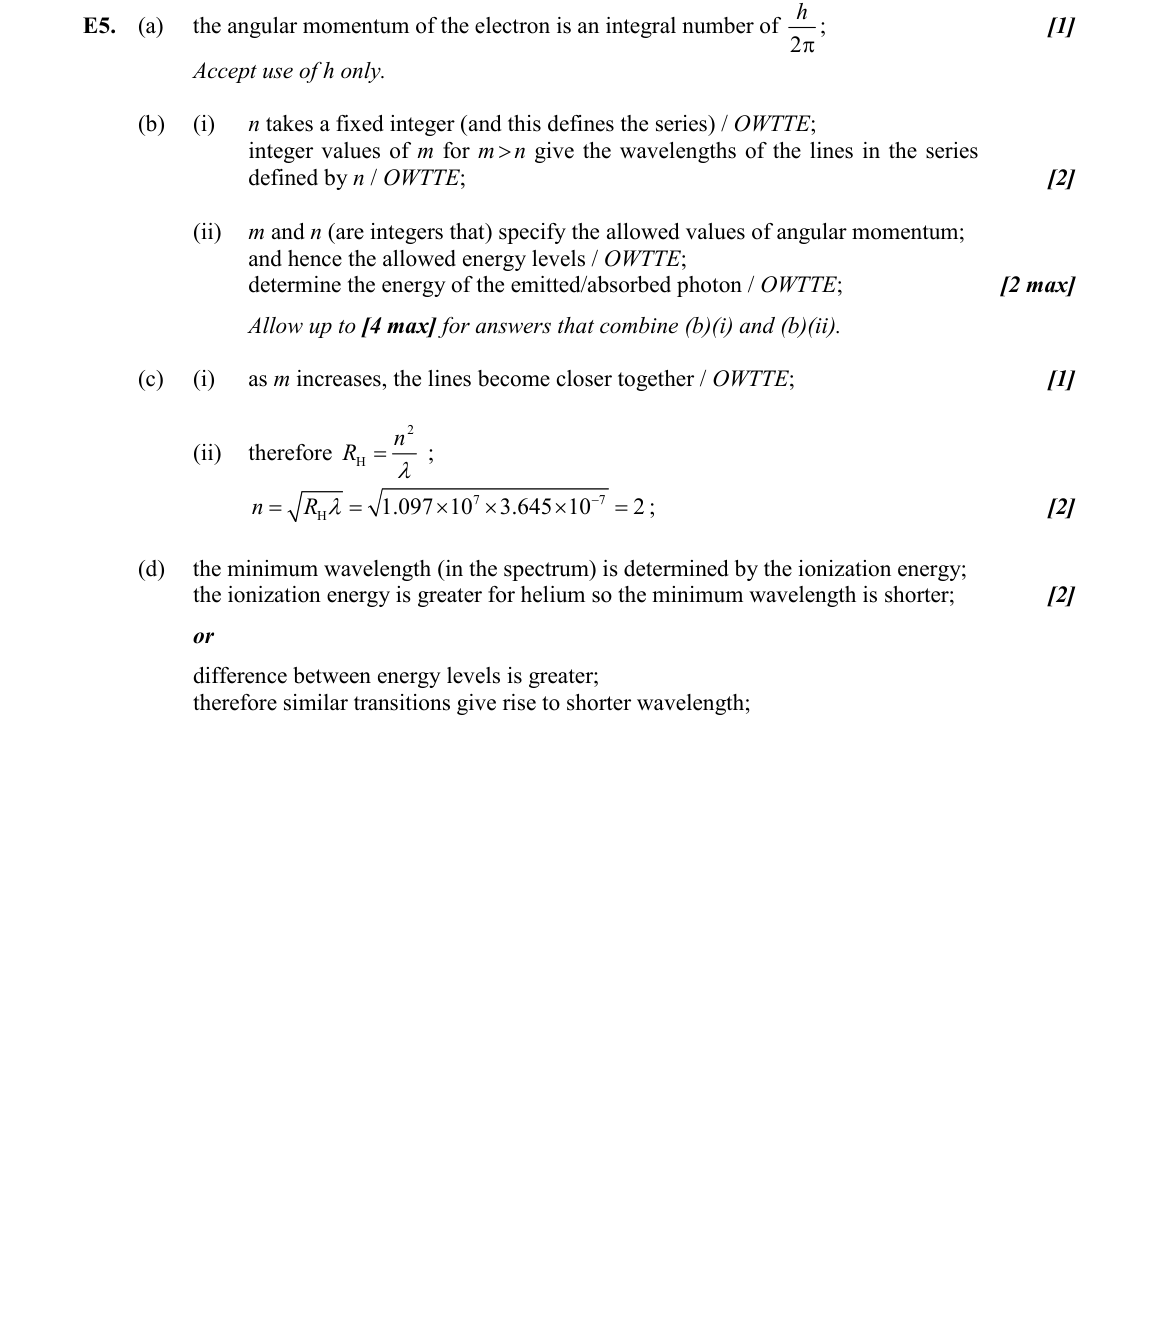 E5. (a) the angular momentum of the electron is an integral number of h/2π; [1]
Accept use of h only.
(b) (i) n takes a fixed integer (and this defines the series) / OWTTE;
integer values of m for m>n give the wavelengths of the lines in the series
defined by n / OWTTE; [2]
(ii) m and n (are integers that) specify the allowed values of angular momentum;
and hence the allowed energy levels / OWTTE;
determine the energy of the emitted/absorbed photon / OWTTE; [2 max]
Allow up to [4 max] for answers that combine (b)(i) and (b)(ii).
(c) (i) as m increases, the lines become closer together / OWTTE; [1]
(ii) therefore R_H = n²/λ ;
n = √(R_Hλ) = √(1.097×10⁷×3.645×10⁻⁷) = 2 ; [2]
(d) the minimum wavelength (in the spectrum) is determined by the ionization energy;
the ionization energy is greater for helium so the minimum wavelength is shorter; [2]
or
difference between energy levels is greater;
therefore similar transitions give rise to shorter wavelength;